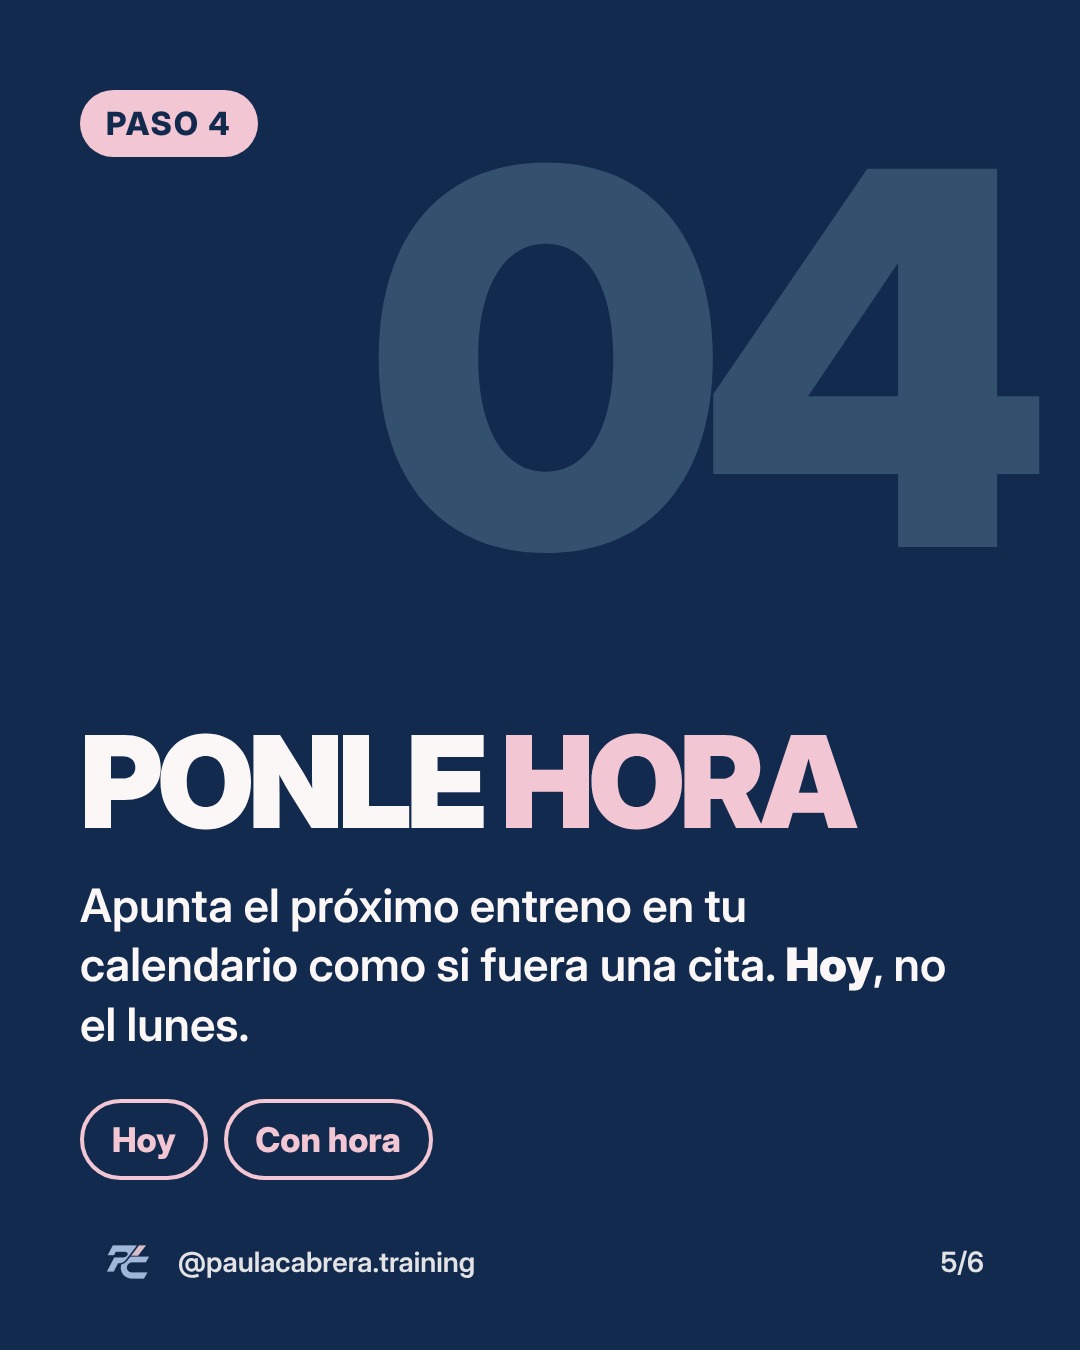 PASO 4
04
PONLE HORA
Apunta el próximo entreno en tu
calendario como si fuera una cita. Hoy, no
el lunes.
Hoy
Con hora
PC
@paulacabrera.training
5/6